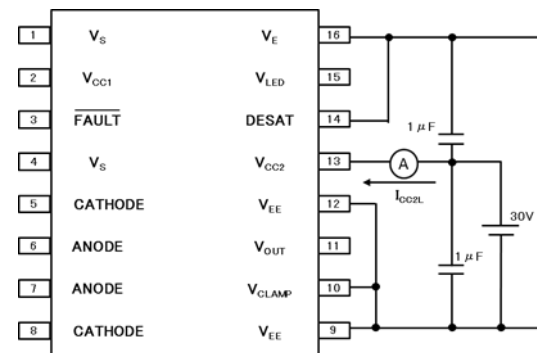 1 VS VE 16
2 VCC1 VLED 15
3 FAULT DESAT 14
1 μF
4 VS VCC2 13 A
ICC2L
5 CATHODE VEE 12
30V
6 ANODE VOUT 11
1 μF
7 ANODE VCLAMP 10
8 CATHODE VEE 9